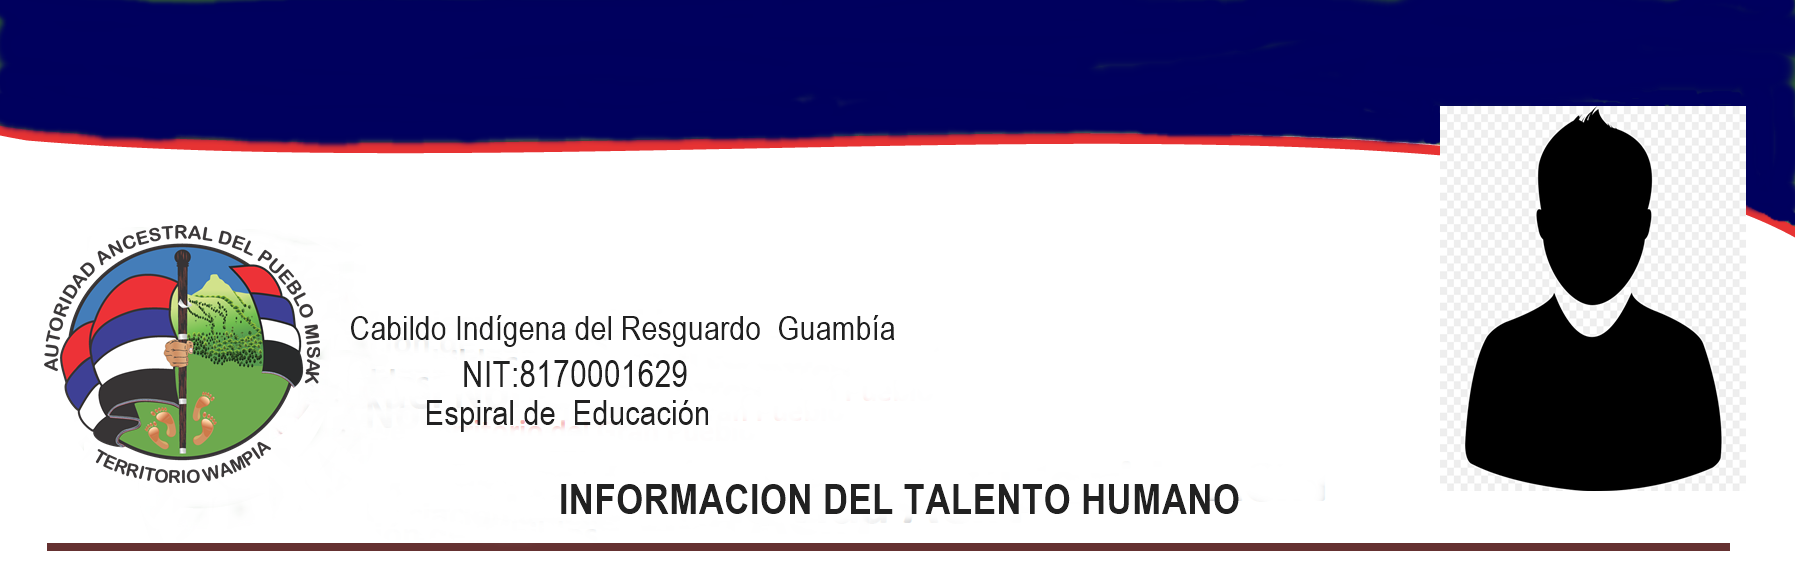 AUTORIDAD ANCESTRAL DEL PUEBLO MISAK
TERRITORIO WAMPIA
Cabildo Indígena del Resguardo Guambía
NIT:8170001629
Espiral de Educación
INFORMACION DEL TALENTO HUMANO